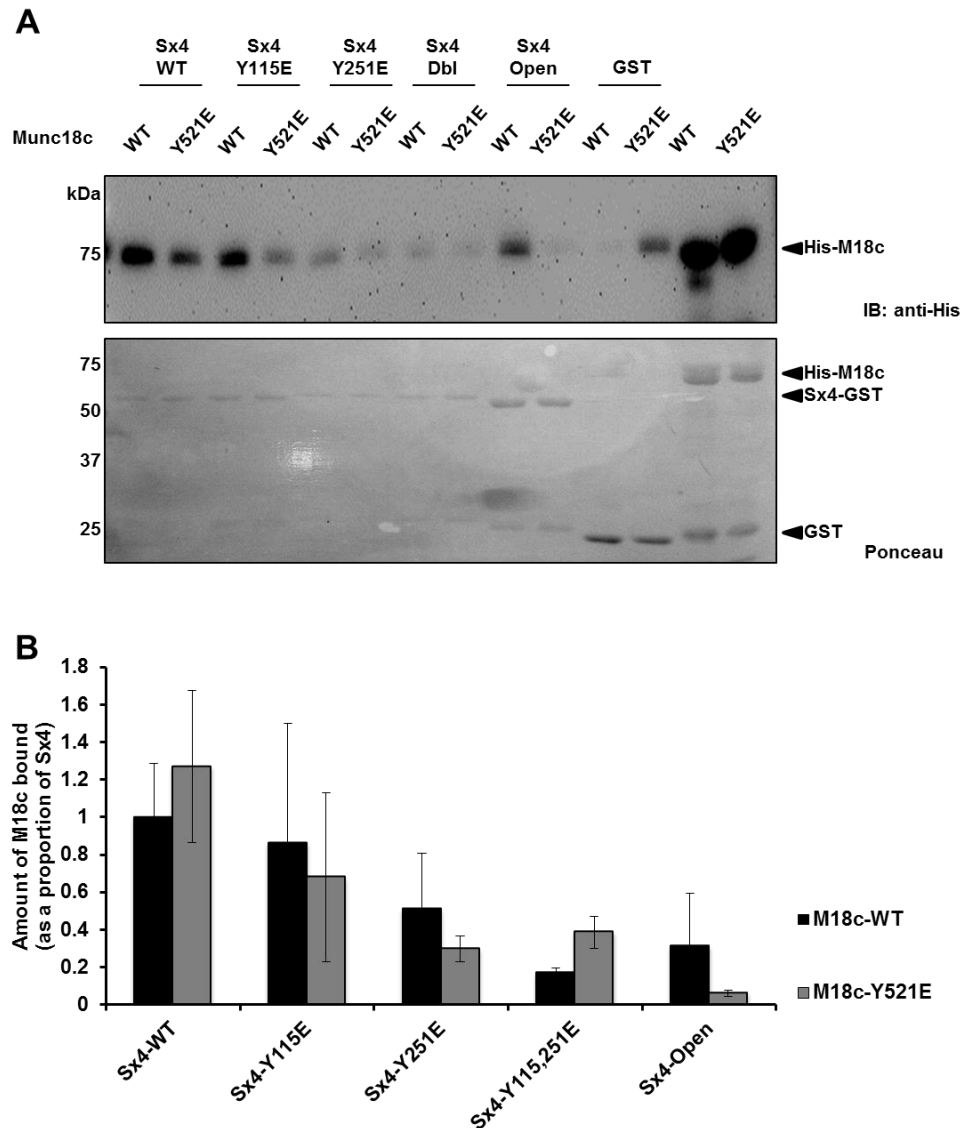 A
Sx4 WT Sx4 Y115E Sx4 Y251E Sx4 Dbl Sx4 Open GST
Munc18c WT Y521E WT Y521E WT Y521E WT Y521E WT Y521E WT Y521E WT Y521E
kDa
75
His-M18c
IB: anti-His
75
His-M18c
Sx4-GST
50
37
25
GST
Ponceau
B
Amount of M18c bound
(as a proportion of Sx4)
1.8
1.6
1.4
1.2
1
0.8
0.6
0.4
0.2
0
Sx4-WT
Sx4-Y115E
Sx4-Y251E
Sx4-Y115,251E
Sx4-Open
M18c-WT
M18c-Y521E